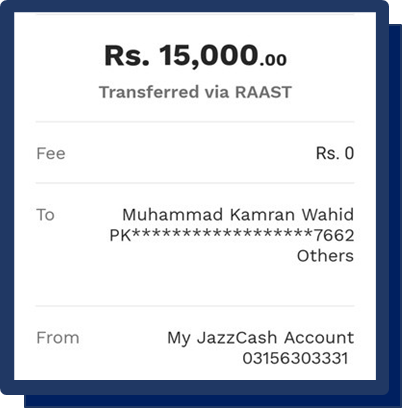 Rs. 15,000.00
Transferred via RAAST
Fee Rs. 0
To Muhammad Kamran Wahid
PK******************7662
Others
From My JazzCash Account
03156303331